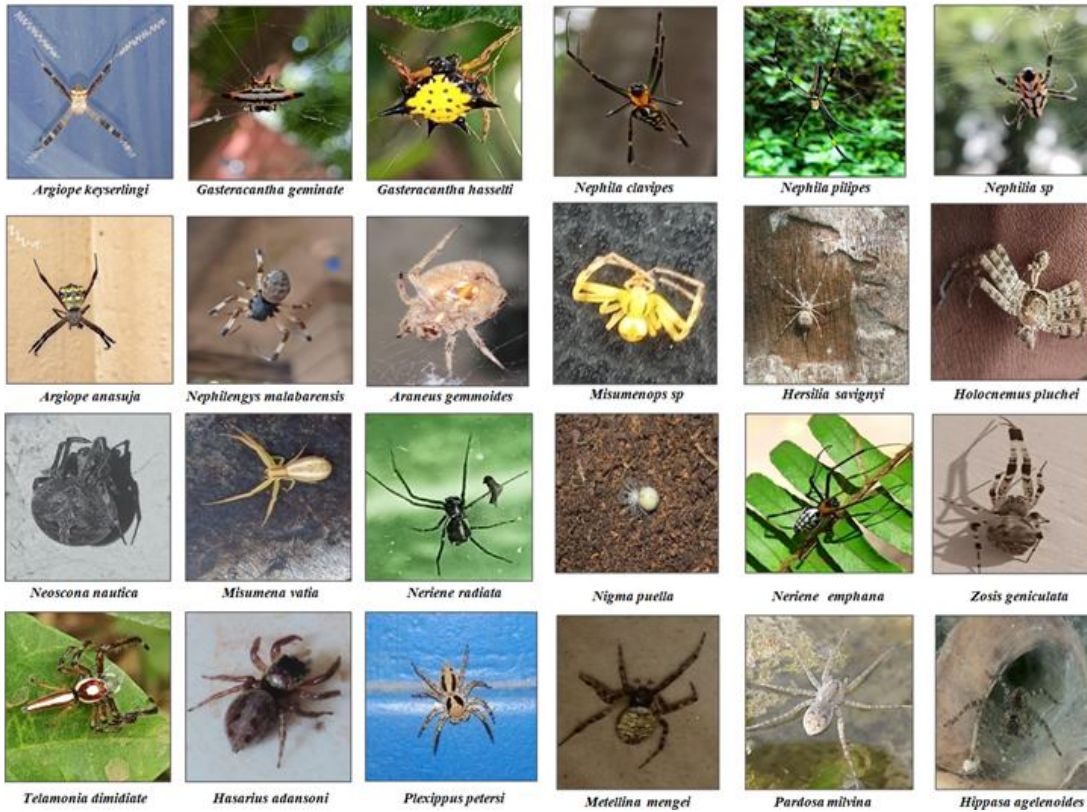 Argiope keyserlingi
Gasteracantha geminate
Gasteracantha hasselti
Nephila clavipes
Nephila pilipes
Nephilia sp
Argiope anasuja
Nephilengys malabarensis
Araneus gemmoides
Misumenops sp
Hersilia savignyi
Holocnemus pluchei
Neoscona nautica
Misumena vatia
Neriene radiata
Nigma puella
Neriene emphana
Zosis geniculata
Telamonia dimidiate
Hasarius adansoni
Plexippus petersi
Metellina mengei
Pardosa milvina
Hippasa agelenoides